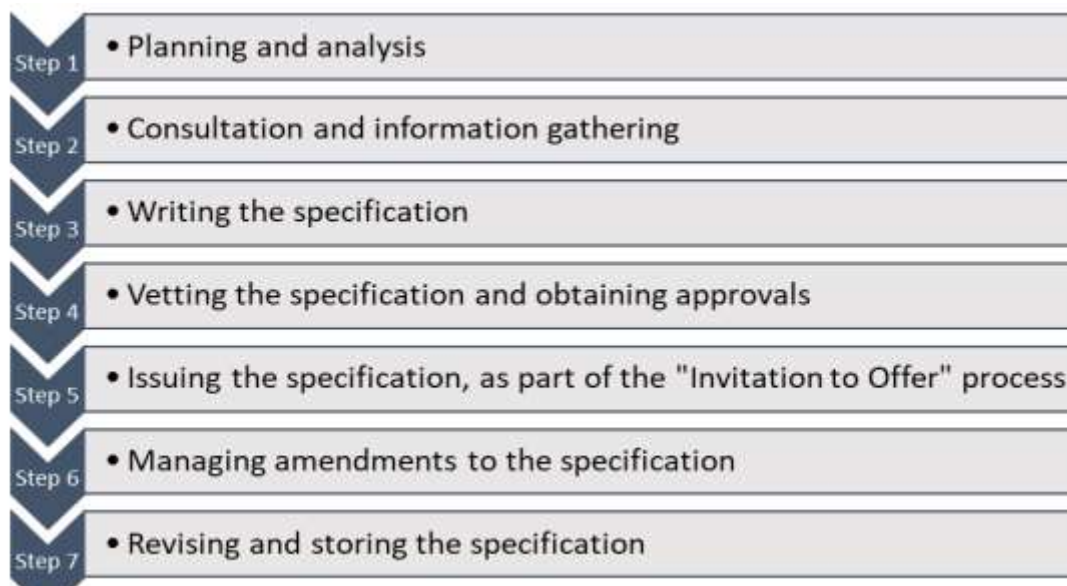 Step 1
• Planning and analysis
Step 2
• Consultation and information gathering
Step 3
• Writing the specification
Step 4
• Vetting the specification and obtaining approvals
Step 5
• Issuing the specification, as part of the "Invitation to Offer" process
Step 6
• Managing amendments to the specification
Step 7
• Revising and storing the specification